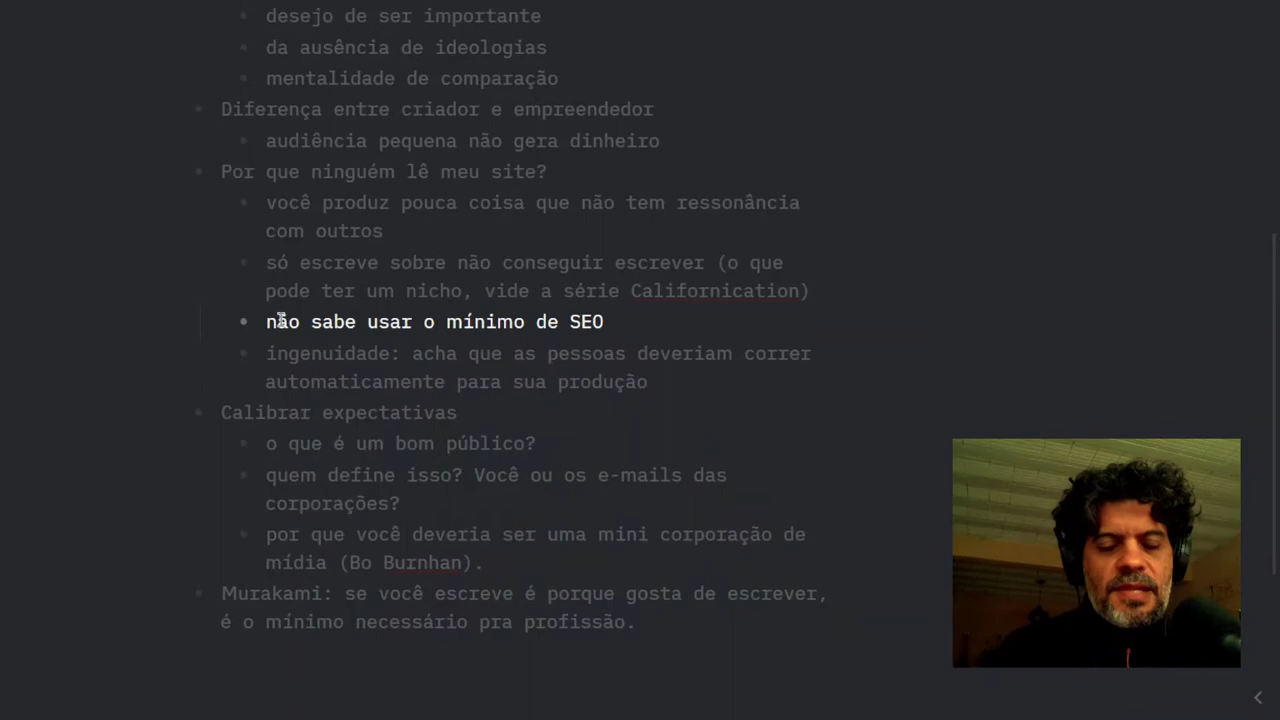 desejo de ser importante
da ausência de ideologias
mentalidade de comparação
Diferença entre criador e empreendedor
audiência pequena não gera dinheiro
Por que ninguém lê meu site?
você produz pouca coisa que não tem ressonância
com outros
só escreve sobre não conseguir escrever (o que
pode ter um nicho, vide a série Californication)
não sabe usar o mínimo de SEO
ingenuidade: acha que as pessoas deveriam correr
automaticamente para sua produção
Calibrar expectativas
o que é um bom público?
quem define isso? Você ou os e-mails das
corporações?
por que você deveria ser uma mini corporação de
mídia (Bo Burnhan).
Murakami: se você escreve é porque gosta de escrever,
é o mínimo necessário pra profissão.